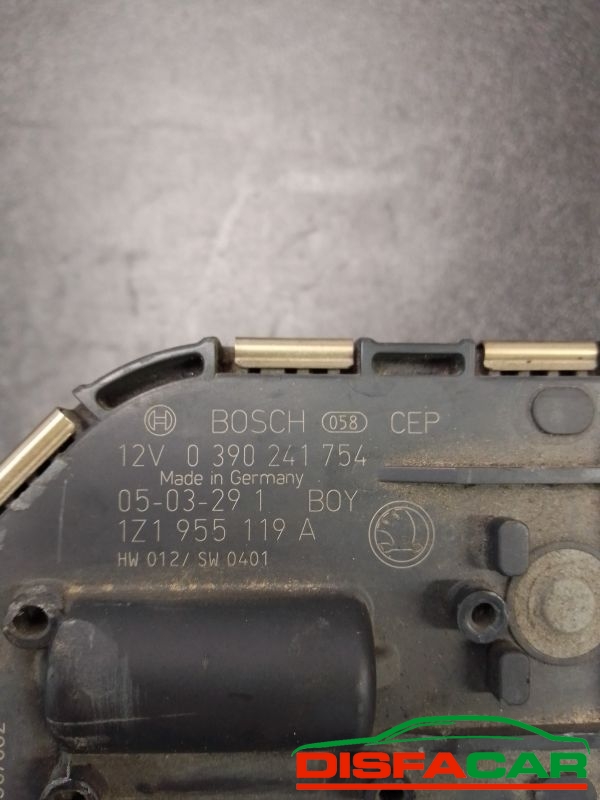 BOSCH 058 CEP
12V 0 390 241 754
Made in Germany
05-03-29 1 BOY
1Z1 955 119 A
HW 012/ SW 0401
DISFACAR